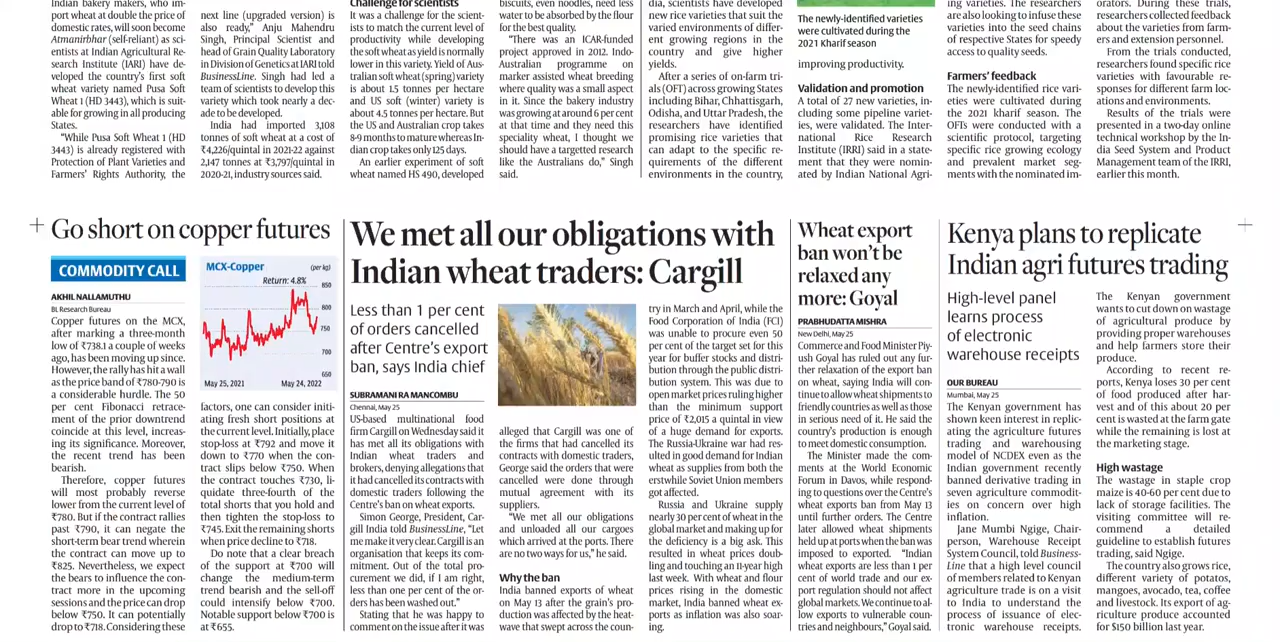 Indian bakery makers, who im-
port wheat at double the price of
domestic rates, will soon become
Atmanirbhar (self-reliant) as sci-
entists at Indian Agricultural Re-
search Institute (IARI) have de-
veloped the country's first soft
wheat variety named Pusa Soft
Wheat 1 (HD 3443), which is suit-
able for growing in all producing
States.
"While Pusa Soft Wheat 1 (HD
3443) is already registered with
Protection of Plant Varieties and
Farmers' Rights Authority, the
next line (upgraded version) is
also ready," Anju Mahendru
Singh, Principal Scientist and
head of Grain Quality Laboratory
in Division of Genetics at IARI told
BusinessLine. Singh had led a
team of scientists to develop this
variety which took nearly a dec-
ade to be developed.
India had imported 3,108
tonnes of soft wheat at a cost of
₹4,226/quintal in 2021-22 against
2,147 tonnes at ₹3,797/quintal in
2020-21, industry sources said.
Challenge for scientists
It was a challenge for the scient-
ists to match the current level of
productivity while developing
the soft wheat as yield is normally
lower in this variety. Yield of Aus-
tralian soft wheat (spring) variety
is about 1.5 tonnes per hectare
and US soft (winter) variety is
about 4.5 tonnes per hectare. But
the US and Australian crop takes
8-9 months to mature whereas In-
dian crop takes only 125 days.
An earlier experiment of soft
wheat named HS 490, developed
biscuits, even noodles, need less
water to be absorbed by the flour
for the best quality.
"There was an ICAR-funded
project approved in 2012. Indo-
Australian programme on
marker assisted wheat breeding
where quality was a small aspect
in it. Since the bakery industry
was growing at around 6 per cent
at that time and they need this
speciality wheat, I thought we
should have a targetted research
like the Australians do," Singh
said.
dia, scientists have developed
new rice varieties that suit the
varied environments of differ-
ent growing regions in the
country and give higher
yields.
After a series of on-farm tri-
als (OFT) across growing States
including Bihar, Chhattisgarh,
Odisha, and Uttar Pradesh, the
researchers have identified
promising rice varieties that
can adapt to the specific re-
quirements of the different
environments in the country,
The newly-identified varieties
were cultivated during the
2021 Kharif season
improving productivity.
Validation and promotion
A total of 27 new varieties, in-
cluding some pipeline variet-
ies, were validated. The Inter-
national Rice Research
Institute (IRRI) said in a state-
ment that they were nomin-
ated by Indian National Agri-
ing varieties. The researchers
are also looking to infuse these
varieties into the seed chains
of respective States for speedy
access to quality seeds.
Farmers' feedback
The newly-identified rice vari-
eties were cultivated during
the 2021 kharif season. The
OFTs were conducted with a
scientific protocol, targeting
specific rice growing ecology
and prevalent market seg-
ments with the nominated im-
orators. During these trials,
researchers collected feedback
about the varieties from farm-
ers and extension personnel.
From the trials conducted,
researchers found specific rice
varieties with favourable re-
sponses for different farm loc-
ations and environments.
Results of the trials were
presented in a two-day online
technical workshop by the In-
dia Seed System and Product
Management team of the IRRI,
earlier this month.
Go short on copper futures
COMMODITY CALL
AKHIL NALLAMUTHU
BL Research Bureau
Copper futures on the MCX,
after marking a three-month
low of ₹738.1 a couple of weeks
ago, has been moving up since.
However, the rally has hit a wall
as the price band of ₹780-790 is
a considerable hurdle. The 50
per cent Fibonacci retrace-
ment of the prior downtrend
coincide at this level, increas-
ing its significance. Moreover,
the recent trend has been
bearish.
Therefore, copper futures
will most probably reverse
lower from the current level of
₹780. But if the contract rallies
past ₹790, it can negate the
short-term bear trend wherein
the contract can move up to
₹825. Nevertheless, we expect
the bears to influence the con-
tract more in the upcoming
sessions and the price can drop
below ₹750. It can potentially
drop to ₹718. Considering these
MCX-Copper
(per kg)
Return: 4.8%
850
800
750
700
650
May 25, 2021
May 24, 2022
factors, one can consider initi-
ating fresh short positions at
the current level. Initially, place
stop-loss at ₹792 and move it
down to ₹770 when the con-
tract slips below ₹750. When
the contract touches ₹730, li-
quidate three-fourth of the
total shorts that you hold and
then tighten the stop-loss to
₹745. Exit the remaining shorts
when price decline to ₹718.
Do note that a clear breach
of the support at ₹700 will
change the medium-term
trend bearish and the sell-off
could intensify below ₹700.
Notable support below ₹700 is
at ₹655.
We met all our obligations with
Indian wheat traders: Cargill
Less than 1 per cent
of orders cancelled
after Centre's export
ban, says India chief
SUBRAMANI RA MANCOMBU
Chennai, May 25
US-based multinational food
firm Cargill on Wednesday said it
has met all its obligations with
Indian wheat traders and
brokers, denying allegations that
it had cancelled its contracts with
domestic traders following the
Centre's ban on wheat exports.
Simon George, President, Car-
gill India told BusinessLine, "Let
me make it very clear. Cargill is an
organisation that keeps its com-
mitment. Out of the total pro-
curement we did, if I am right,
less than one per cent of the or-
ders has been washed out."
Stating that he was happy to
comment on the issue after it was
alleged that Cargill was one of
the firms that had cancelled its
contracts with domestic traders,
George said the orders that were
cancelled were done through
mutual agreement with its
suppliers.
"We met all our obligations
and unloaded all our cargoes
which arrived at the ports. There
are no two ways for us," he said.
Why the ban
India banned exports of wheat
on May 13 after the grain's pro-
duction was affected by the heat-
wave that swept across the coun-
try in March and April, while the
Food Corporation of India (FCI)
was unable to procure even 50
per cent of the target set for this
year for buffer stocks and distri-
bution through the public distri-
bution system. This was due to
open market prices ruling higher
than the minimum support
price of ₹2,015 a quintal in view
of a huge demand for exports.
The Russia-Ukraine war had res-
ulted in good demand for Indian
wheat as supplies from both the
erstwhile Soviet Union members
got affected.
Russia and Ukraine supply
nearly 30 per cent of wheat in the
global market and making up for
the deficiency is a big ask. This
resulted in wheat prices doub-
ling and touching an 11-year high
last week. With wheat and flour
prices rising in the domestic
market, India banned wheat ex-
ports as inflation was also soar-
ing.
Wheat export
ban won't be
relaxed any
more: Goyal
PRABHUDATTA MISHRA
New Delhi, May 25
Commerce and Food Minister Piy-
ush Goyal has ruled out any fur-
ther relaxation of the export ban
on wheat, saying India will con-
tinue to allow wheat shipments to
friendly countries as well as those
in serious need of it. He said the
country's production is enough
to meet domestic consumption.
The Minister made the com-
ments at the World Economic
Forum in Davos, while respond-
ing to questions over the Centre's
wheat export ban from May 13
until further orders. The Centre
later allowed wheat shipments
held up at ports when the ban was
imposed to exported. "Indian
wheat exports are less than 1 per
cent of world trade and our ex-
port regulation should not affect
global markets. We continue to al-
low exports to vulnerable coun-
tries and neighbours," Goyal said.
Kenya plans to replicate
Indian agri futures trading
High-level panel
learns process
of electronic
warehouse receipts
OUR BUREAU
Mumbai, May 25
The Kenyan government has
shown keen interest in replic-
ating the agriculture futures
trading and warehousing
model of NCDEX even as the
Indian government recently
banned derivative trading in
seven agriculture commodit-
ies on concern over high
inflation.
Jane Mumbi Ngige, Chair-
person, Warehouse Receipt
System Council, told Business-
Line that a high level council
of members related to Kenyan
agriculture trade is on a visit
to India to understand the
process of issuance of elec-
tronic warehouse receipts.
The Kenyan government
wants to cut down on wastage
of agricultural produce by
providing proper warehouses
and help farmers store their
produce.
According to recent re-
ports, Kenya loses 30 per cent
of food produced after har-
vest and of this about 20 per
cent is wasted at the farm gate
while the remaining is lost at
the marketing stage.
High wastage
The wastage in staple crop
maize is 40-60 per cent due to
lack of storage facilities. The
visiting committee will re-
commend a detailed
guideline to establish futures
trading, said Ngige.
The country also grows rice,
different variety of potatos,
mangoes, avocado, tea, coffee
and livestock. Its export of ag-
riculture produce accounted
for $150 billion last year.